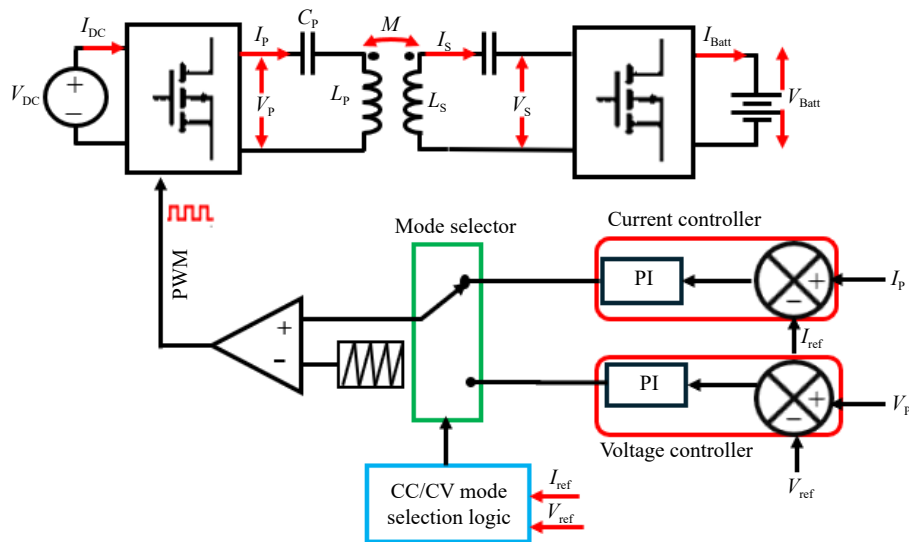 I_DC
C_P
I_P
M
I_S
I_Batt
+
V_DC
−
V_P
L_P
L_S
V_S
V_Batt
PWM
Mode selector
Current controller
PI
+
−
I_P
I_ref
+
-
PI
+
−
V_P
Voltage controller
V_ref
CC/CV mode
selection logic
I_ref
V_ref